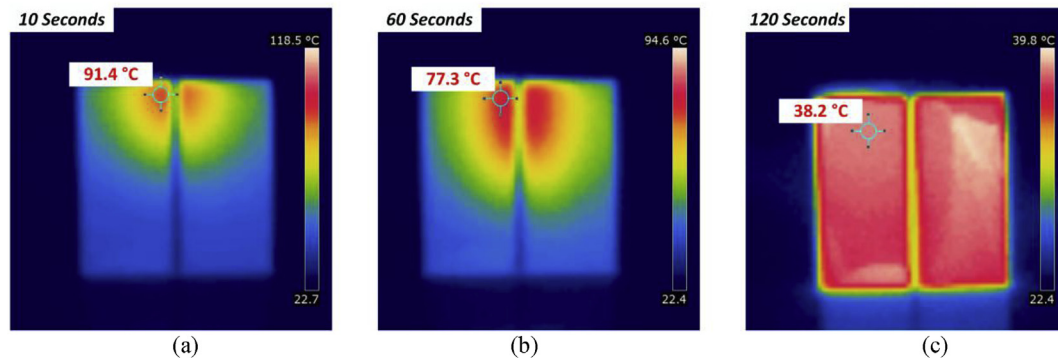 10 Seconds
118.5 °C
91.4 °C
22.7
(a)
60 Seconds
94.6 °C
77.3 °C
22.4
(b)
120 Seconds
39.8 °C
38.2 °C
22.4
(c)